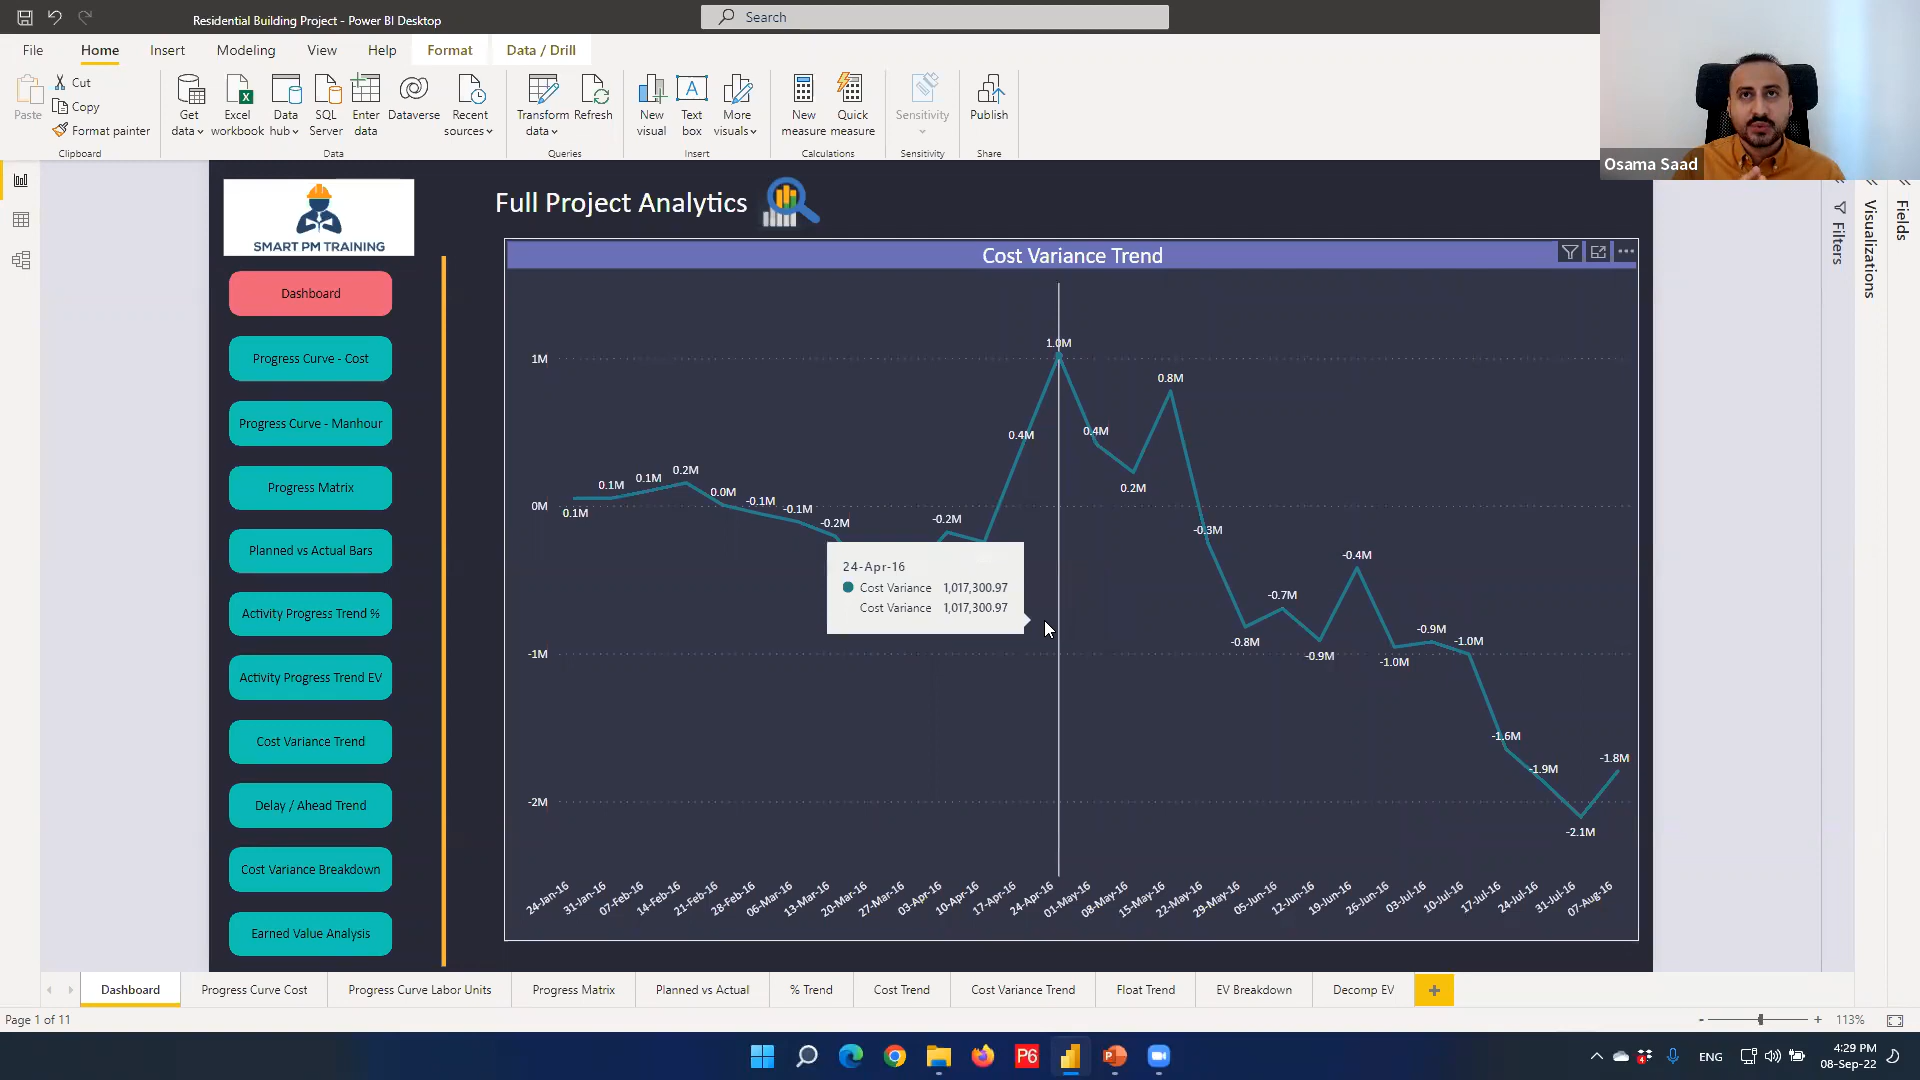 Residential Building Project - Power BI Desktop
Search
File Home Insert Modeling View Help Format Data / Drill
Paste
Cut
Copy
Format painter
Clipboard
Get data
Excel workbook
Data hub
SQL Server
Enter data
Dataverse
Recent sources
Data
Transform data
Refresh
Queries
New visual
Text box
More visuals
Insert
New measure
Quick measure
Calculations
Sensitivity
Sensitivity
Publish
Share
Osama Saad
SMART PM TRAINING
Full Project Analytics
Dashboard
Progress Curve - Cost
Progress Curve - Manhour
Progress Matrix
Planned vs Actual Bars
Activity Progress Trend %
Activity Progress Trend EV
Cost Variance Trend
Delay / Ahead Trend
Cost Variance Breakdown
Earned Value Analysis
Cost Variance Trend
1M
0M
-1M
-2M
0.1M
0.1M
0.1M
0.2M
0.0M
-0.1M
-0.1M
-0.2M
-0.2M
0.4M
1.0M
0.4M
0.2M
0.8M
-0.3M
-0.8M
-0.7M
-0.9M
-0.4M
-1.0M
-0.9M
-1.0M
-1.6M
-1.9M
-2.1M
-1.8M
24-Apr-16
Cost Variance 1,017,300.97
Cost Variance 1,017,300.97
24-Jan-16 31-Jan-16 07-Feb-16 14-Feb-16 21-Feb-16 28-Feb-16 06-Mar-16 13-Mar-16 20-Mar-16 27-Mar-16 03-Apr-16 10-Apr-16 17-Apr-16 24-Apr-16 01-May-16 08-May-16 15-May-16 22-May-16 29-May-16 05-Jun-16 12-Jun-16 19-Jun-16 26-Jun-16 03-Jul-16 10-Jul-16 17-Jul-16 24-Jul-16 31-Jul-16 07-Aug-16
Filters
Visualizations
Fields
Dashboard Progress Curve Cost Progress Curve Labor Units Progress Matrix Planned vs Actual % Trend Cost Trend Cost Variance Trend Float Trend EV Breakdown Decomp EV
Page 1 of 11
- + 113%
P6
ENG
4:29 PM
08-Sep-22